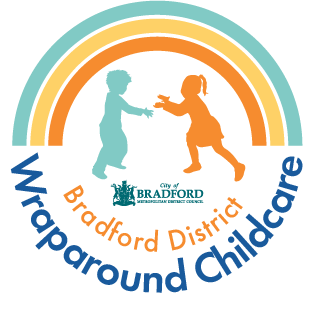 City of
BRADFORD
METROPOLITAN DISTRICT COUNCIL
Bradford District
Wraparound Childcare